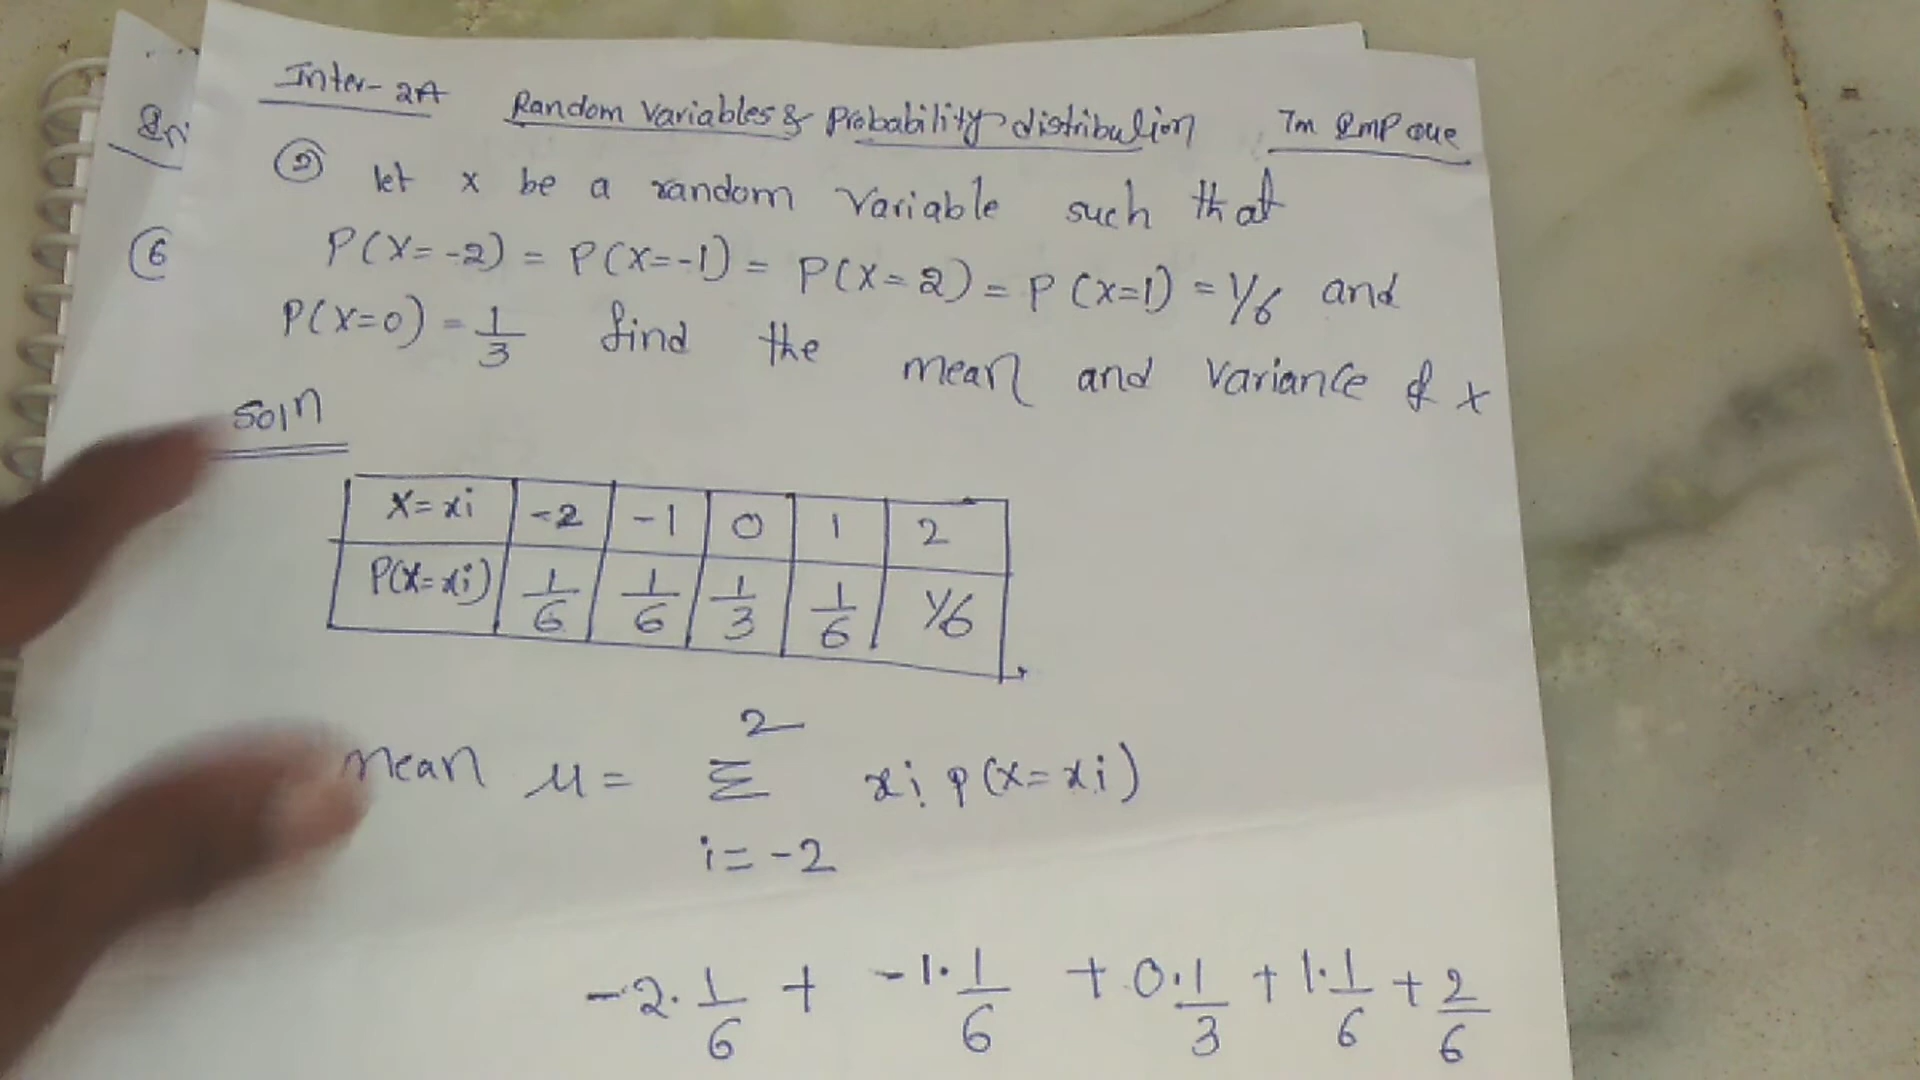 Inter-2A Random Variables & Probability distribution 7m Imp que
② let x be a random variable such that
P(X=-2) = P(X=-1) = P(X=2) = P(X=1) = 1/6 and
P(X=0) = 1/3 find the mean and variance of x
Soln
X=xi -2 -1 0 1 2
P(X=xi) 1/6 1/6 1/3 1/6 1/6
mean μ = 2 Σ i=-2 xi P(X=xi)
-2·1/6 + -1·1/6 + 0·1/3 + 1·1/6 + 2/6
⑥